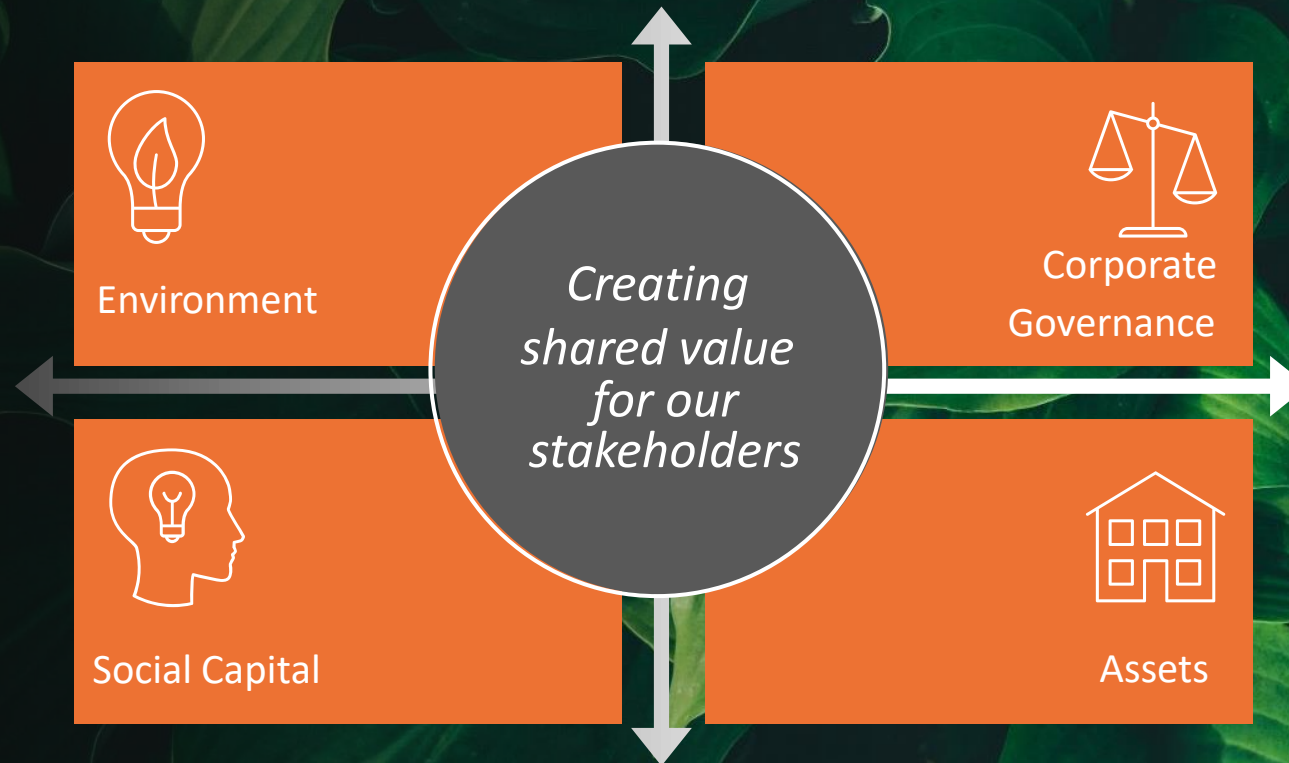 Environment
Corporate
Governance
Creating
shared value
for our
stakeholders
Social Capital
Assets